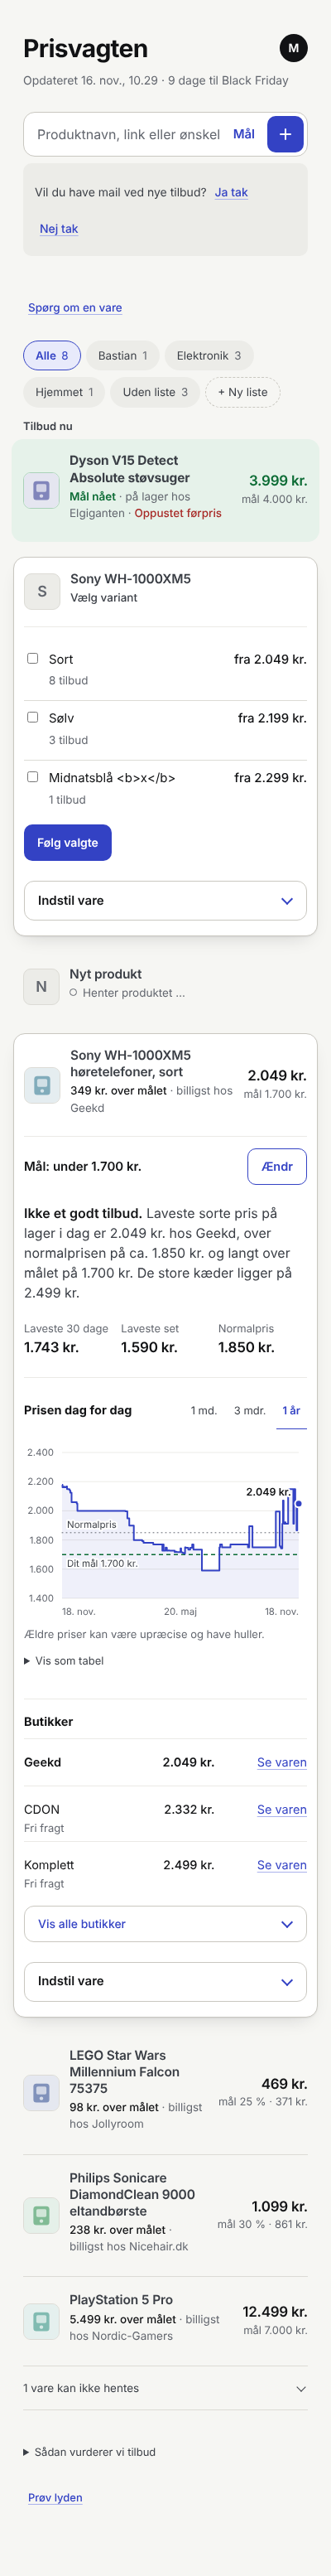 Prisvagten
M
Opdateret 16. nov., 10.29 · 9 dage til Black Friday
Produktnavn, link eller ønskel Mål +
Vil du have mail ved nye tilbud? Ja tak
Nej tak
Spørg om en vare
Alle 8 Bastian 1 Elektronik 3
Hjemmet 1 Uden liste 3 + Ny liste
Tilbud nu
Dyson V15 Detect
Absolute støvsuger
3.999 kr.
Mål nået · på lager hos
mål 4.000 kr.
Elgiganten · Oppustet førpris
S
Sony WH-1000XM5
Vælg variant
Sort fra 2.049 kr.
8 tilbud
Sølv fra 2.199 kr.
3 tilbud
Midnatsblå <b>x</b> fra 2.299 kr.
1 tilbud
Følg valgte
Indstil vare
N
Nyt produkt
Henter produktet ...
Sony WH-1000XM5
høretelefoner, sort
2.049 kr.
349 kr. over målet · billigst hos
mål 1.700 kr.
Geekd
Mål: under 1.700 kr. Ændr
Ikke et godt tilbud. Laveste sorte pris på
lager i dag er 2.049 kr. hos Geekd, over
normalprisen på ca. 1.850 kr. og langt over
målet på 1.700 kr. De store kæder ligger på
2.499 kr.
Laveste 30 dage Laveste set Normalpris
1.743 kr. 1.590 kr. 1.850 kr.
Prisen dag for dag 1 md. 3 mdr. 1 år
2.400
2.200
2.049 kr.
2.000
Normalpris
1.800
Dit mål 1.700 kr.
1.600
1.400
18. nov. 20. maj 18. nov.
Ældre priser kan være upræcise og have huller.
Vis som tabel
Butikker
Geekd 2.049 kr. Se varen
CDON 2.332 kr. Se varen
Fri fragt
Komplett 2.499 kr. Se varen
Fri fragt
Vis alle butikker
Indstil vare
LEGO Star Wars
Millennium Falcon
75375
469 kr.
98 kr. over målet · billigst
mål 25 % · 371 kr.
hos Jollyroom
Philips Sonicare
DiamondClean 9000
eltandbørste
1.099 kr.
238 kr. over målet ·
mål 30 % · 861 kr.
billigst hos Nicehair.dk
PlayStation 5 Pro
12.499 kr.
5.499 kr. over målet · billigst
mål 7.000 kr.
hos Nordic-Gamers
1 vare kan ikke hentes
Sådan vurderer vi tilbud
Prøv lyden